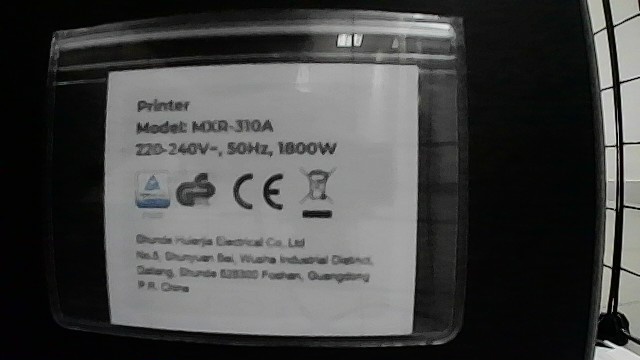 Printer
Model: MXR-310A
220-240V~, 50Hz, 1800W
CE
Shunde Huierjia Electrical Co., Ltd
No.5, Shunyuan Bei, Wusha Industrial District,
Daliang, Shunde 528300 Foshan, Guangdong
P.R. China